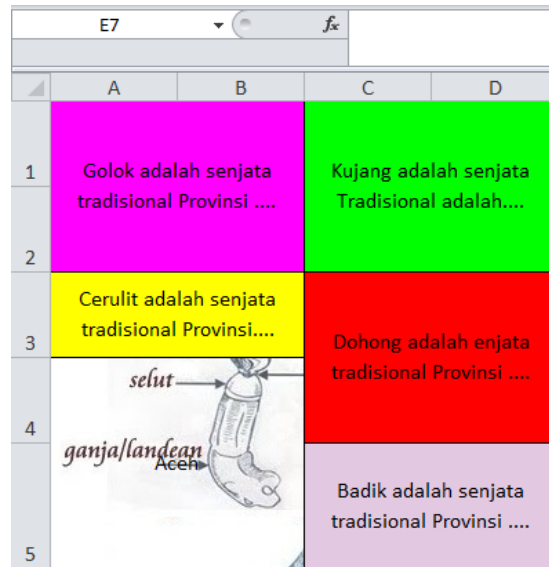 E7
fx
A B C D
1
Golok adalah senjata
tradisional Provinsi ....
Kujang adalah senjata
Tradisional adalah....
2
Cerulit adalah senjata
tradisional Provinsi....
3
Dohong adalah enjata
tradisional Provinsi ....
selut
4
ganja/landean
Aceh
Badik adalah senjata
tradisional Provinsi ....
5